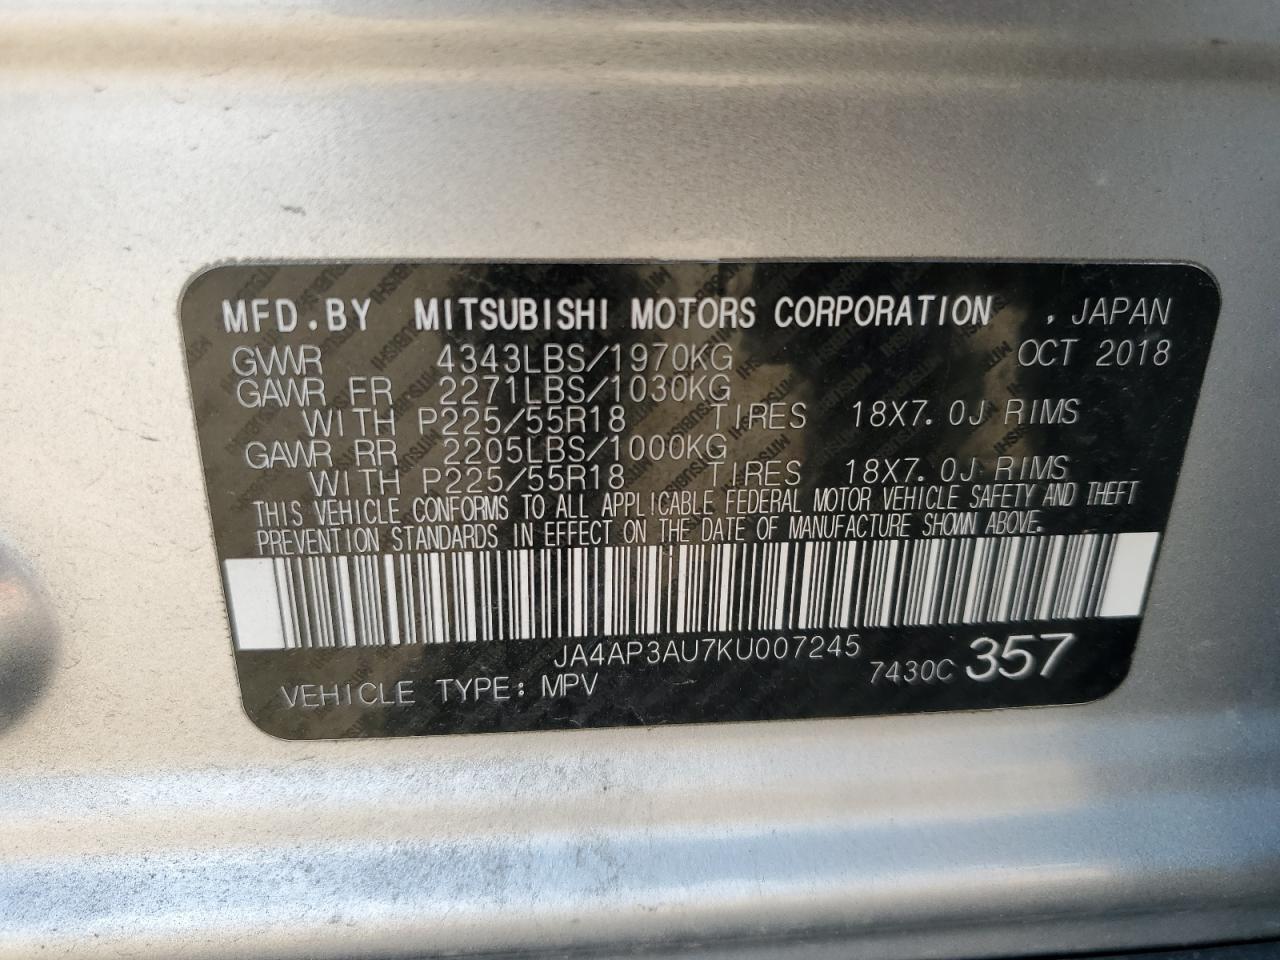 MFD.BY MITSUBISHI MOTORS CORPORATION , JAPAN
GVWR 4343LBS/1970KG OCT 2018
GAWR FR 2271LBS/1030KG
WITH P225/55R18 TIRES 18X7.0J RIMS
GAWR RR 2205LBS/1000KG
WITH P225/55R18 TIRES 18X7.0J RIMS
THIS VEHICLE CONFORMS TO ALL APPLICABLE FEDERAL MOTOR VEHICLE SAFETY AND THEFT
PREVENTION STANDARDS IN EFFECT ON THE DATE OF MANUFACTURE SHOWN ABOVE.
JA4AP3AU7KU007245
VEHICLE TYPE: MPV 7430C 357